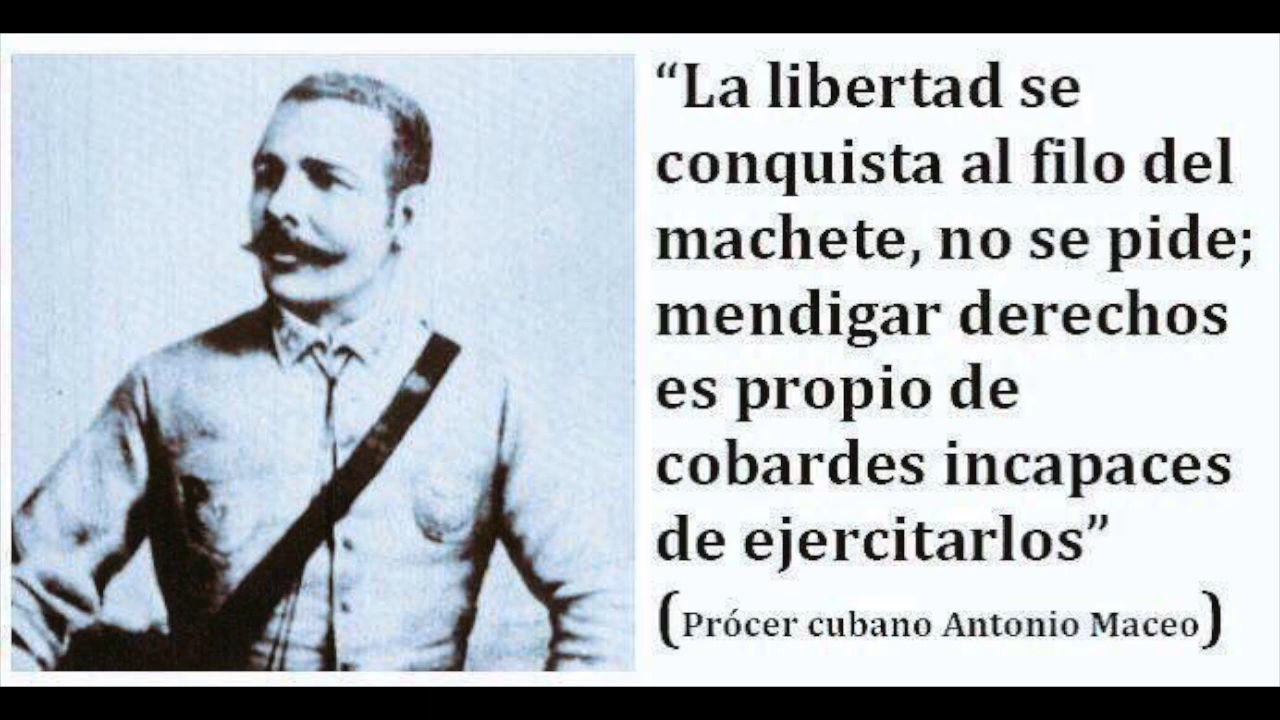 “La libertad se
conquista al filo del
machete, no se pide;
mendigar derechos
es propio de
cobardes incapaces
de ejercitarlos”
(Prócer cubano Antonio Maceo)